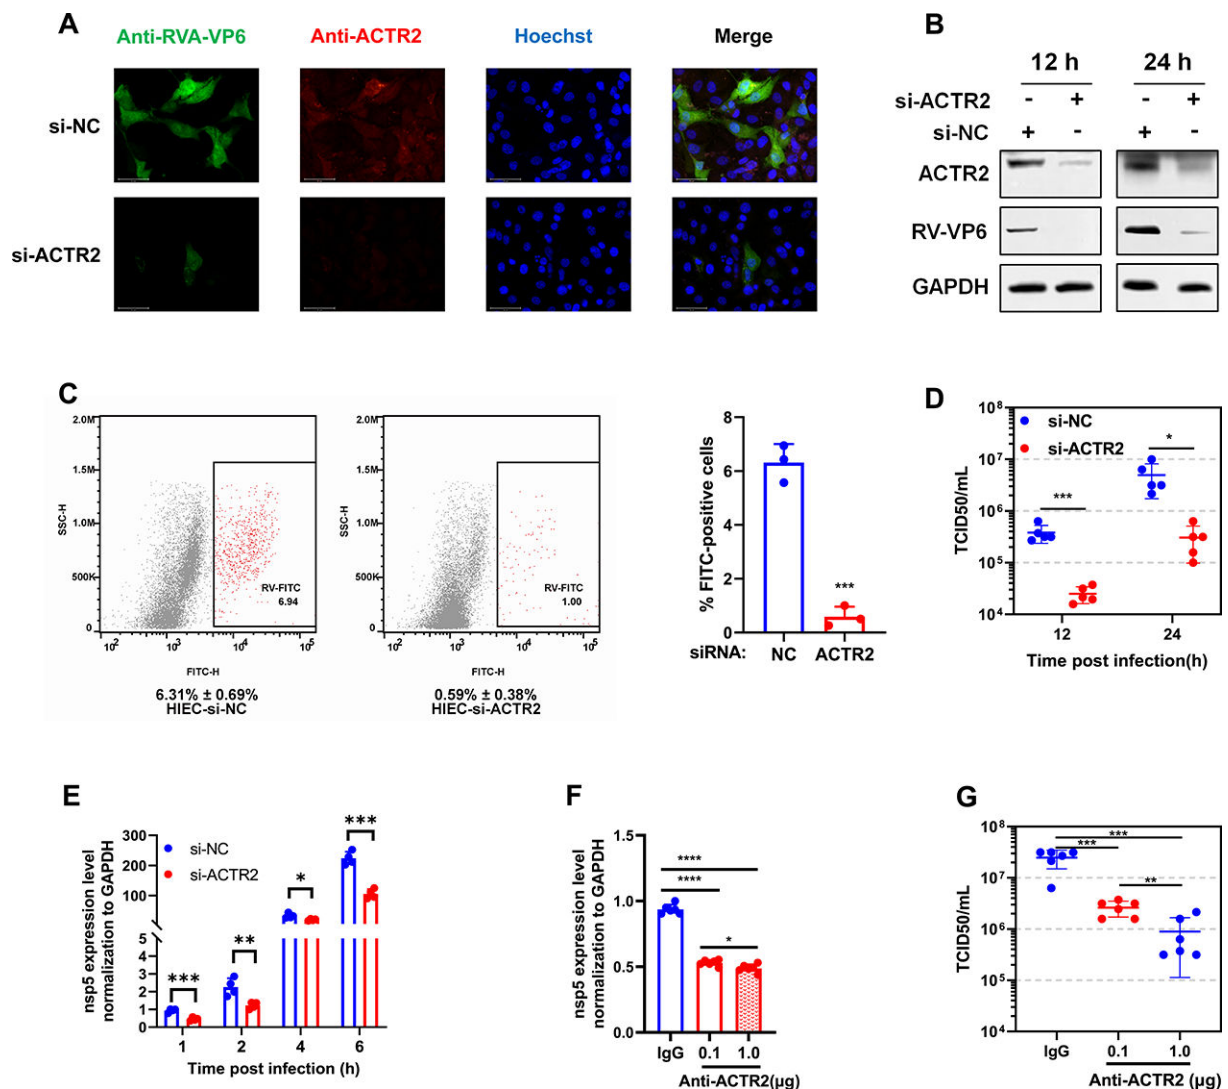 A
Anti-RVA-VP6 Anti-ACTR2 Hoechst Merge
si-NC
si-ACTR2
B
12 h 24 h
si-ACTR2 - + - +
si-NC + - + -
ACTR2
RV-VP6
GAPDH
C
2.0M
1.5M
1.0M
500K
0
SSC-H
RV-FITC
6.94
10² 10³ 10⁴ 10⁵
FITC-H
6.31% ± 0.69%
HIEC-si-NC
2.0M
1.5M
1.0M
500K
0
SSC-H
RV-FITC
1.00
10² 10³ 10⁴ 10⁵
FITC-H
0.59% ± 0.38%
HIEC-si-ACTR2
% FITC-positive cells
8
6
4
2
0
***
siRNA: NC ACTR2
D
TCID50/mL
10⁸
10⁷
10⁶
10⁵
10⁴
si-NC
si-ACTR2
***
*
12 24
Time post infection(h)
E
nsp5 expression level
normalization to GAPDH
300
200
100
5
4
3
2
1
0
si-NC
si-ACTR2
***
**
*
***
1 2 4 6
Time post infection (h)
F
nsp5 expression level
normalization to GAPDH
1.5
1.0
0.5
0.0
****
****
*
IgG 0.1 1.0
Anti-ACTR2(μg)
G
TCID50/mL
10⁸
10⁷
10⁶
10⁵
10⁴
***
***
**
IgG 0.1 1.0
Anti-ACTR2 (μg)